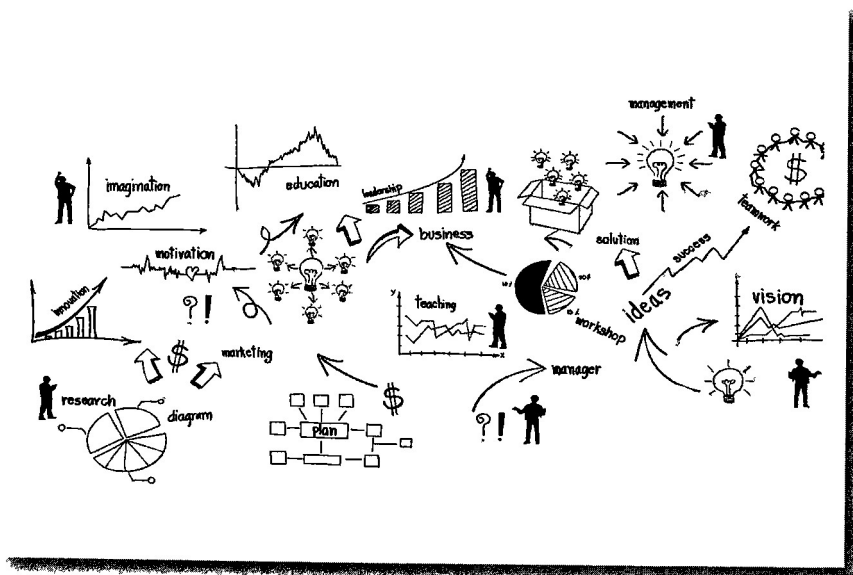 management
$
teamwork
imagination
education
leadership
business
solution
success
ideas
motivation
innovation
? !
teaching
Y
X
workshop
vision
marketing
$
manager
research
diagram
plan
$
? !